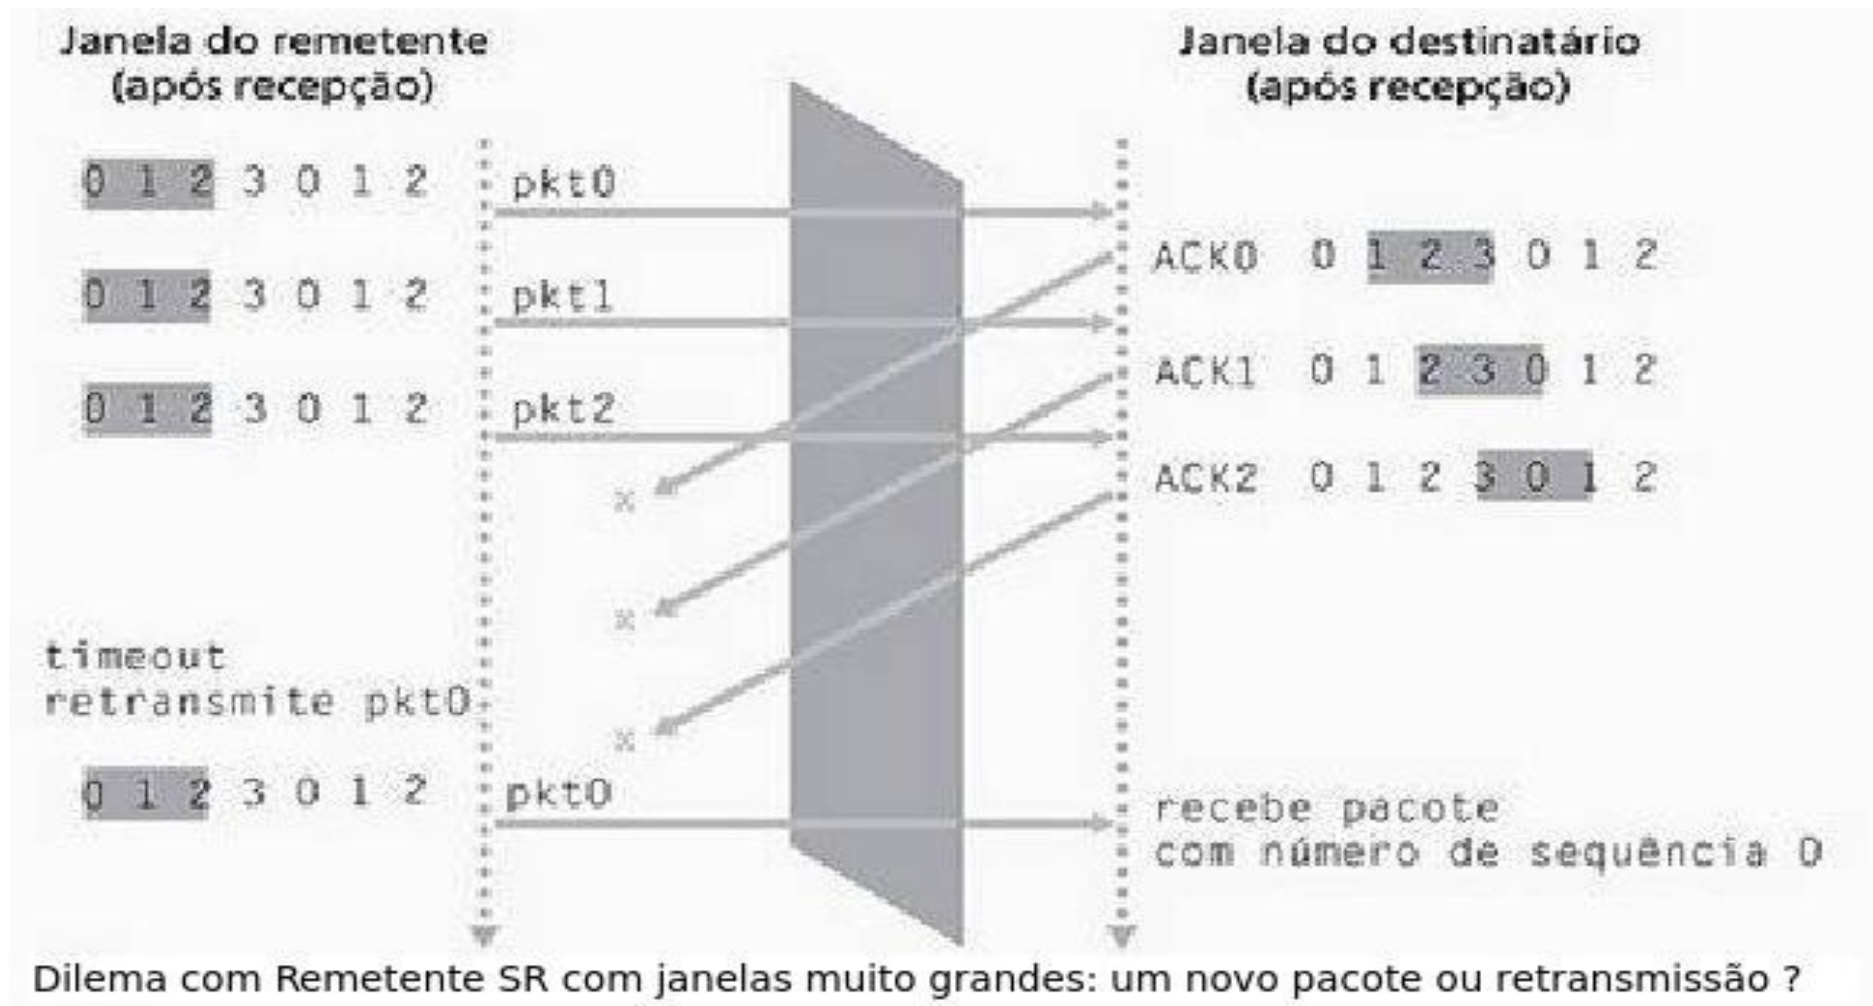 Janela do remetente
(após recepção)
Janela do destinatário
(após recepção)
0 1 2 3 0 1 2
pkt0
ACK0 0 1 2 3 0 1 2
0 1 2 3 0 1 2
pkt1
ACK1 0 1 2 3 0 1 2
0 1 2 3 0 1 2
pkt2
ACK2 0 1 2 3 0 1 2
x
x
x
timeout
retransmite pkt0
0 1 2 3 0 1 2
pkt0
recebe pacote
com número de sequência 0
Dilema com Remetente SR com janelas muito grandes: um novo pacote ou retransmissão ?